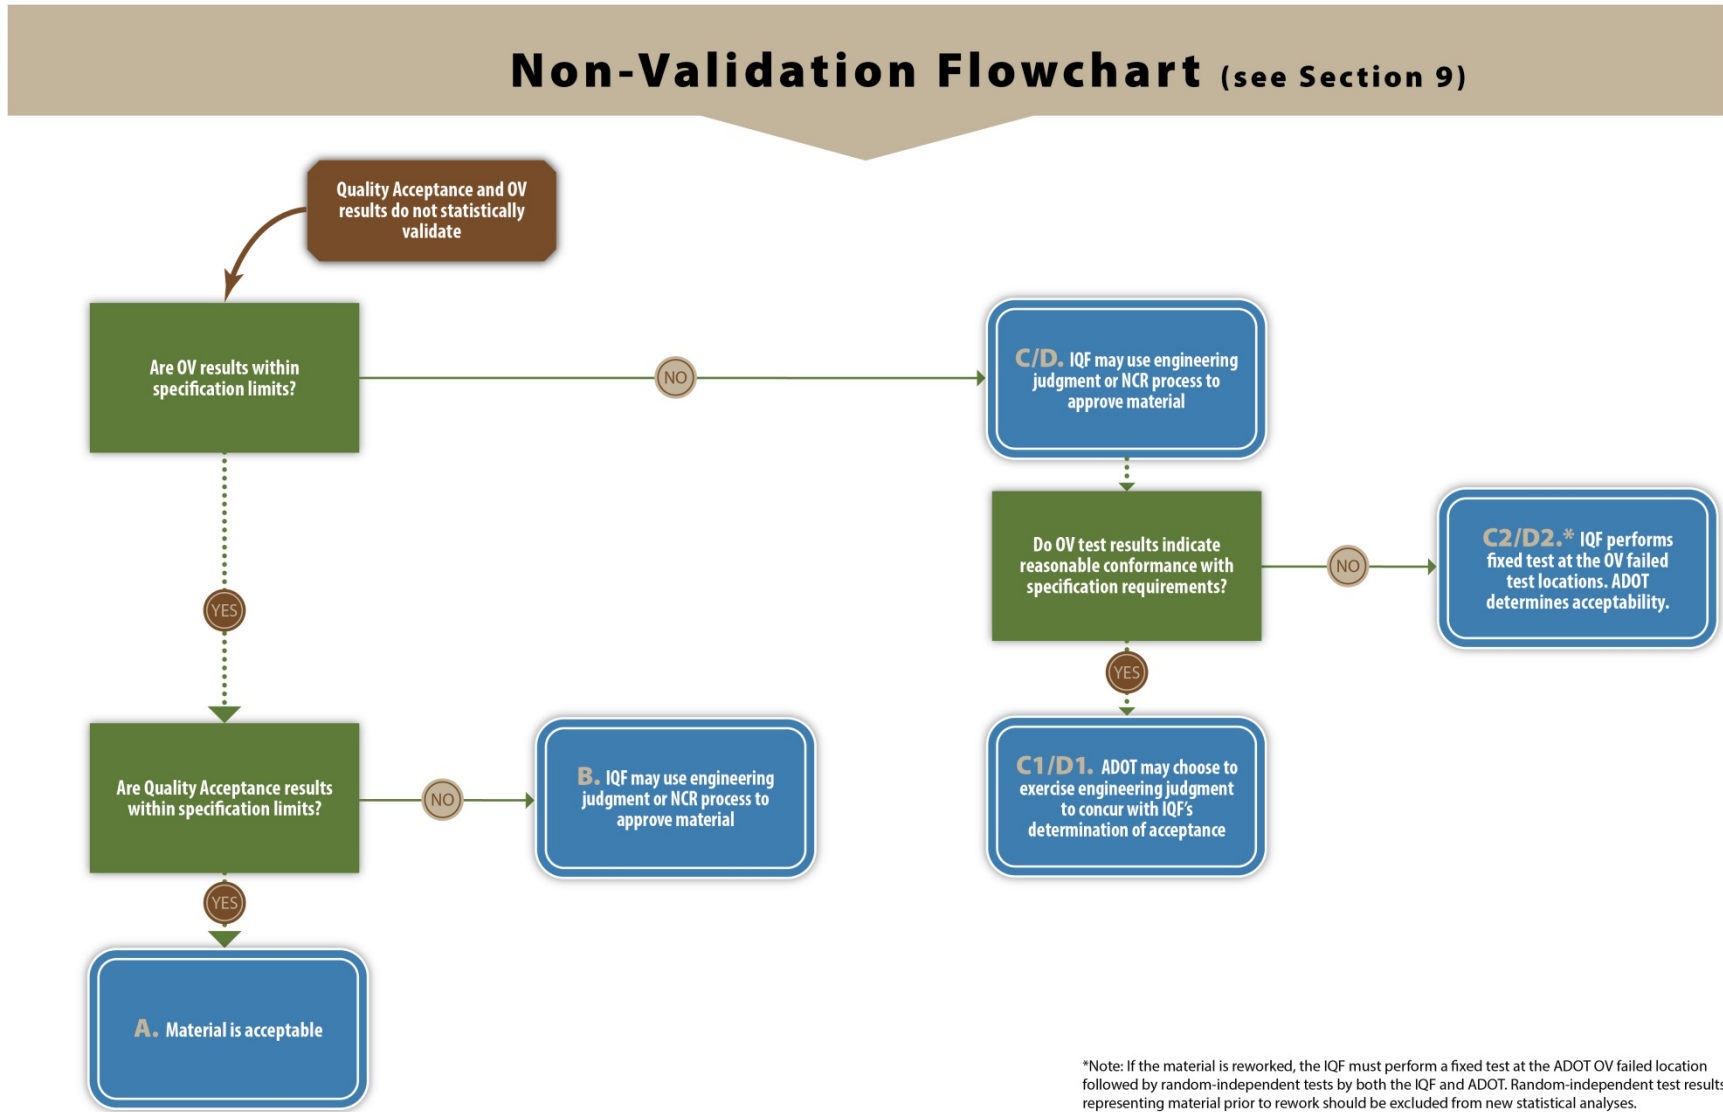 Non-Validation Flowchart (see Section 9)
Quality Acceptance and OV
results do not statistically
validate
Are OV results within
specification limits?
NO
C/D. IQF may use engineering
judgment or NCR process to
approve material
Do OV test results indicate
reasonable conformance with
specification requirements?
NO
C2/D2.* IQF performs
fixed test at the OV failed
test locations. ADOT
determines acceptability.
YES
YES
C1/D1. ADOT may choose to
exercise engineering judgment
to concur with IQF's
determination of acceptance
Are Quality Acceptance results
within specification limits?
NO
B. IQF may use engineering
judgment or NCR process to
approve material
YES
A. Material is acceptable
*Note: If the material is reworked, the IQF must perform a fixed test at the ADOT OV failed location
followed by random-independent tests by both the IQF and ADOT. Random-independent test results
representing material prior to rework should be excluded from new statistical analyses.